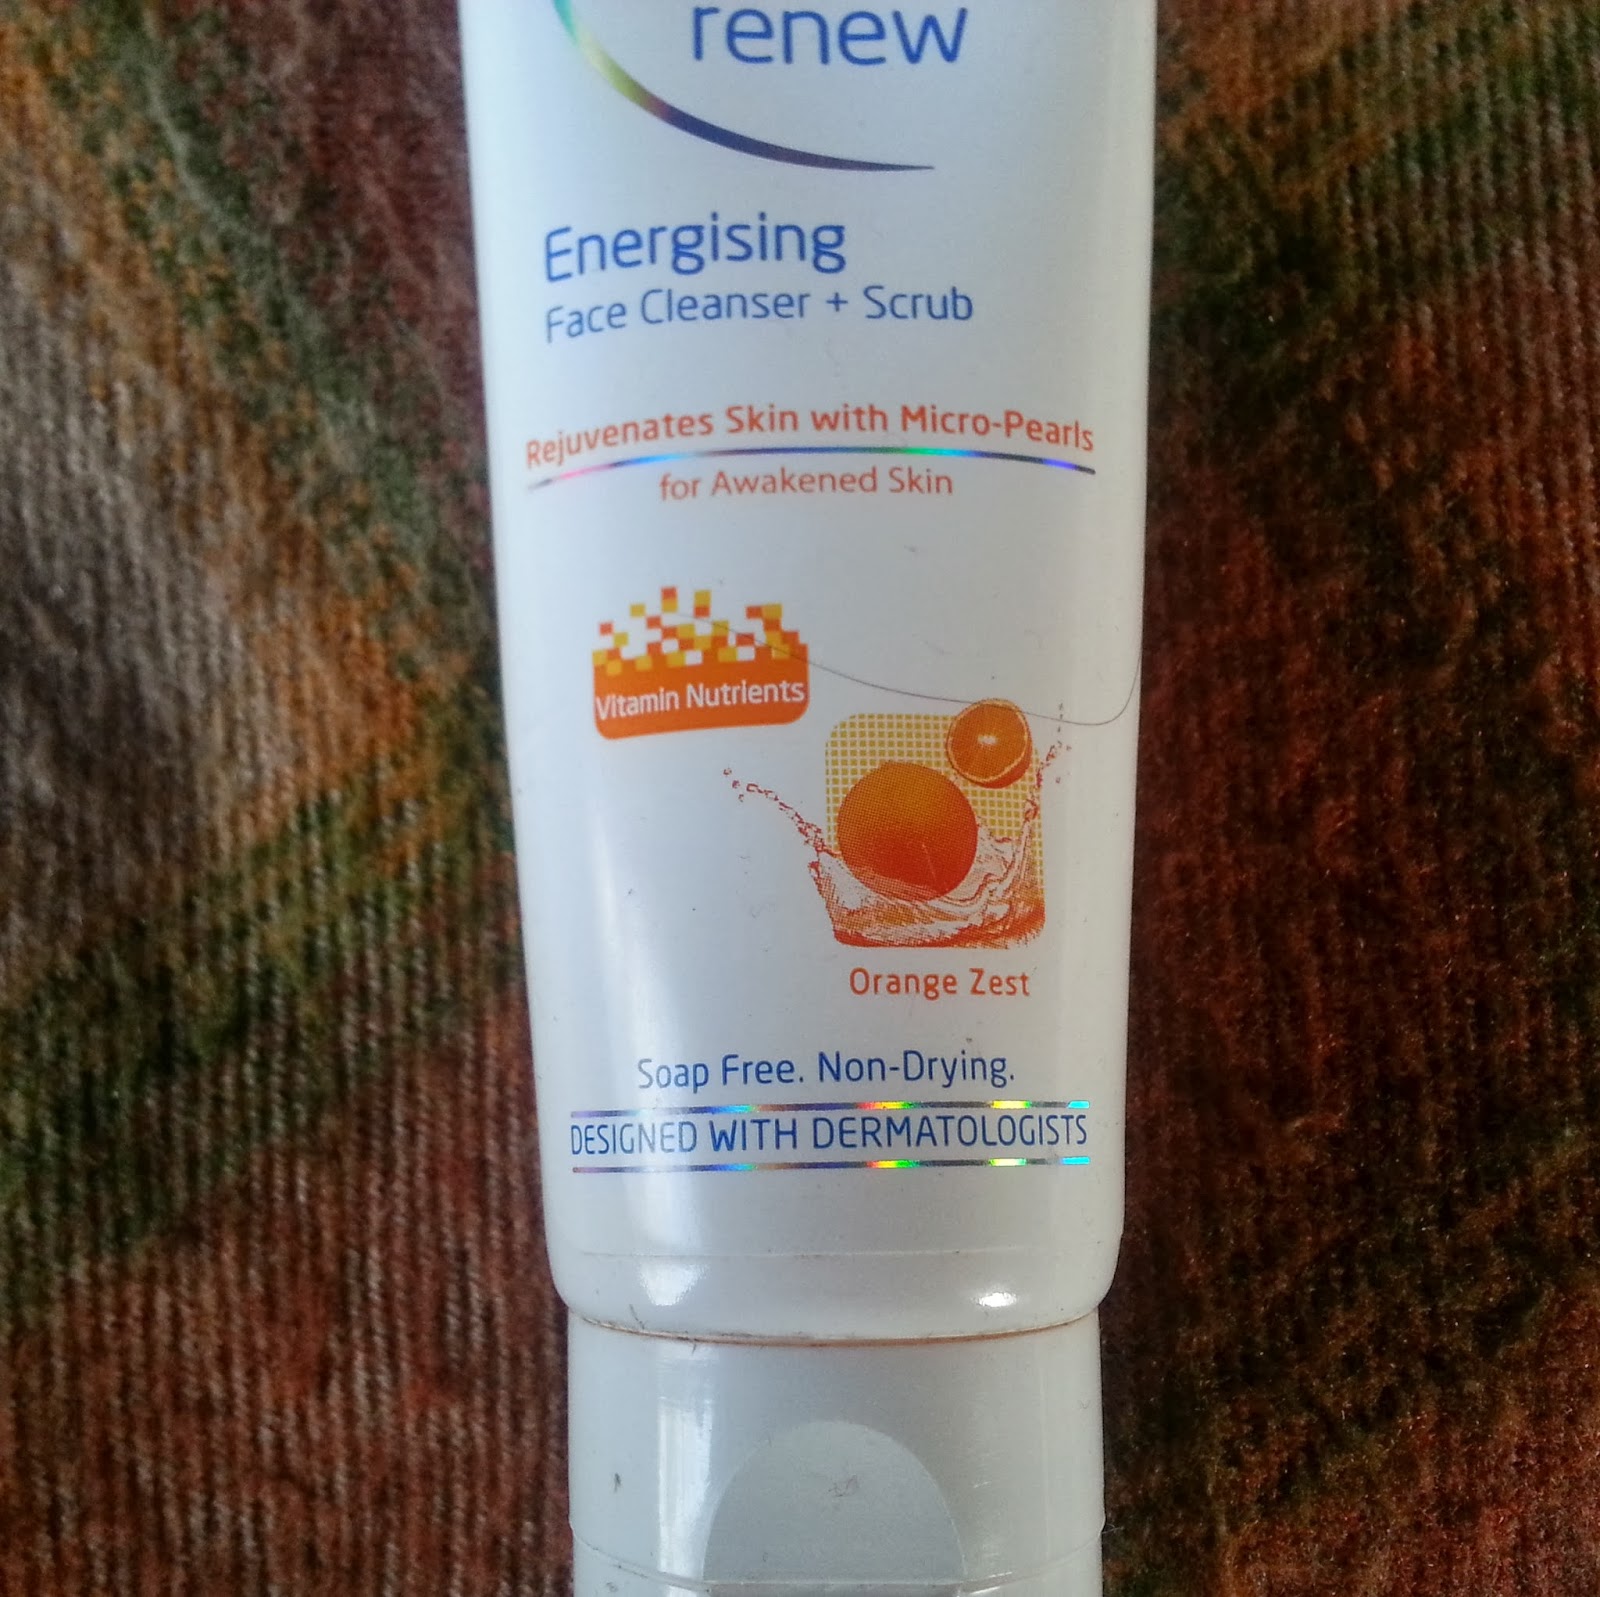 renew
Energising
Face Cleanser + Scrub
Rejuvenates Skin with Micro-Pearls
for Awakened Skin
Vitamin Nutrients
Orange Zest
Soap Free. Non-Drying.
DESIGNED WITH DERMATOLOGISTS